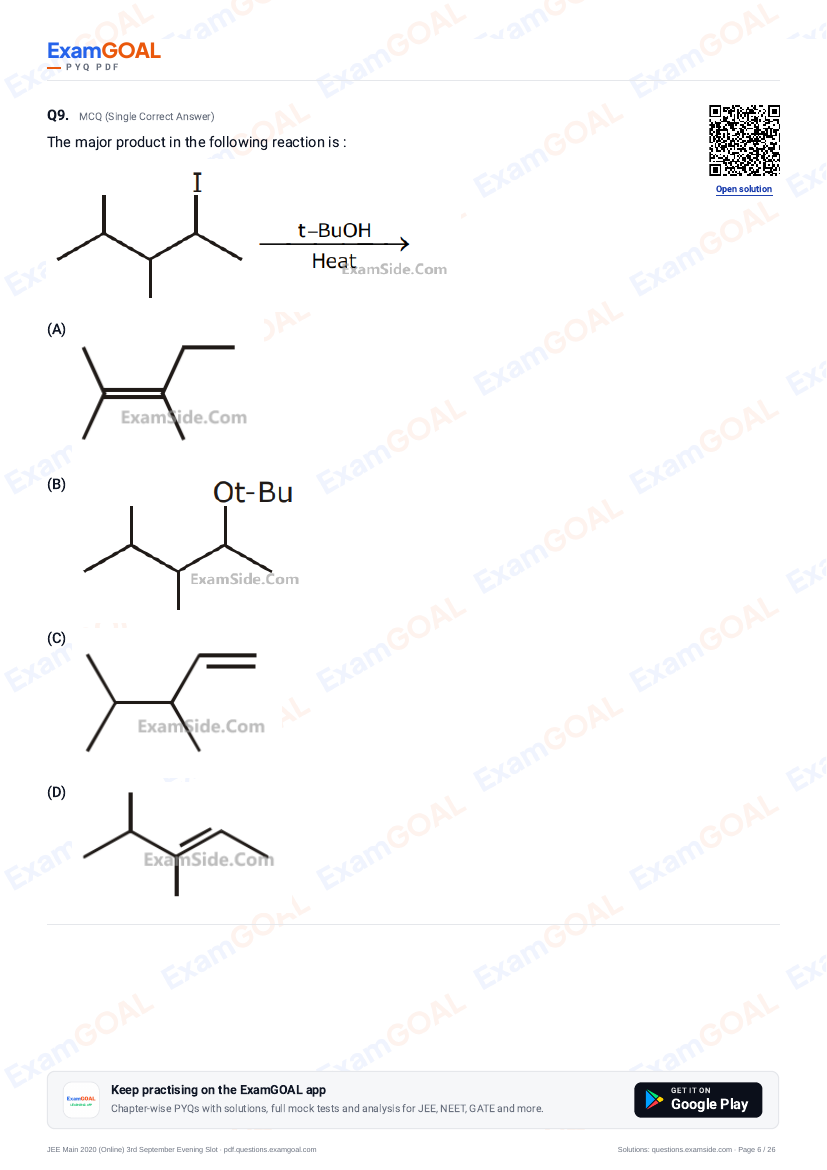 ExamGOAL
PYQ PDF
Q9. MCQ (Single Correct Answer)
The major product in the following reaction is :
Open solution
I
t–BuOH
Heat
ExamSide.Com
(A)
ExamSide.Com
(B)
Ot-Bu
ExamSide.Com
(C)
ExamSide.Com
(D)
ExamSide.Com
Keep practising on the ExamGOAL app
Chapter-wise PYQs with solutions, full mock tests and analysis for JEE, NEET, GATE and more.
GET IT ON
Google Play
JEE Main 2020 (Online) 3rd September Evening Slot · pdf.questions.examgoal.com
Solutions: questions.examside.com · Page 6 / 26